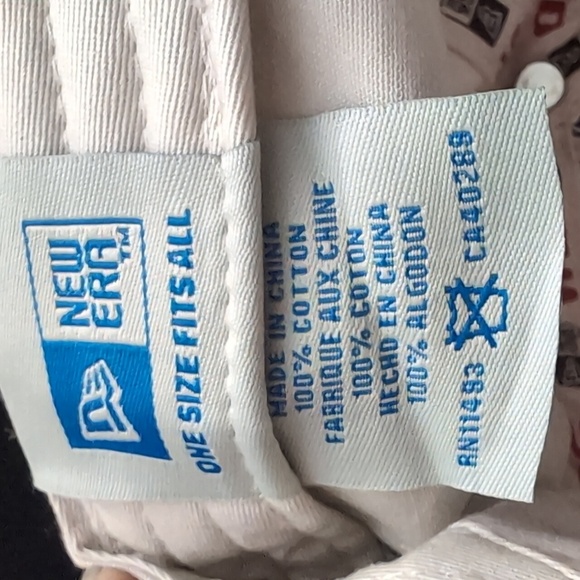 NEW
ERA™
ONE SIZE FITS ALL
MADE IN CHINA
100% COTTON
FABRIQUE AUX CHINE
100% COTON
HECHO EN CHINA
100% ALGODON
RN11493 CA40289